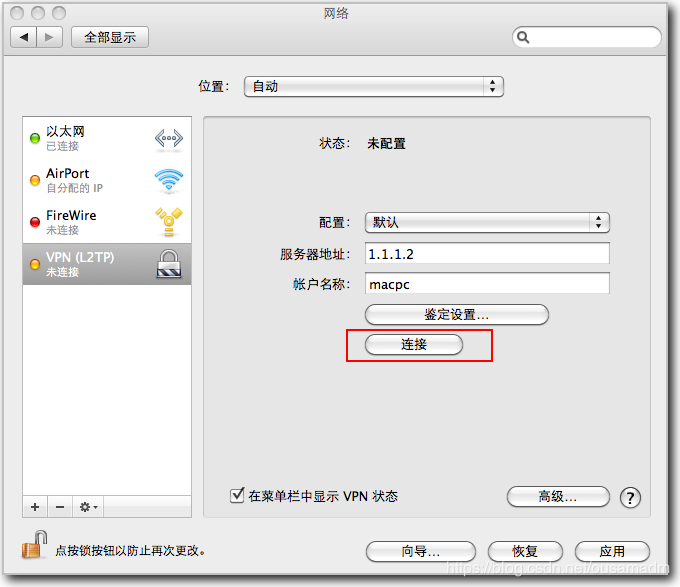 网络
全部显示
位置： 自动
以太网
已连接
AirPort
自分配的 IP
FireWire
未连接
VPN (L2TP)
未连接
状态： 未配置
配置： 默认
服务器地址： 1.1.1.2
帐户名称： macpc
鉴定设置...
连接
在菜单栏中显示 VPN 状态
高级...
?
点按锁按钮以防止再次更改。
向导...
恢复
应用
https://blog.csdn.net/ousamadm